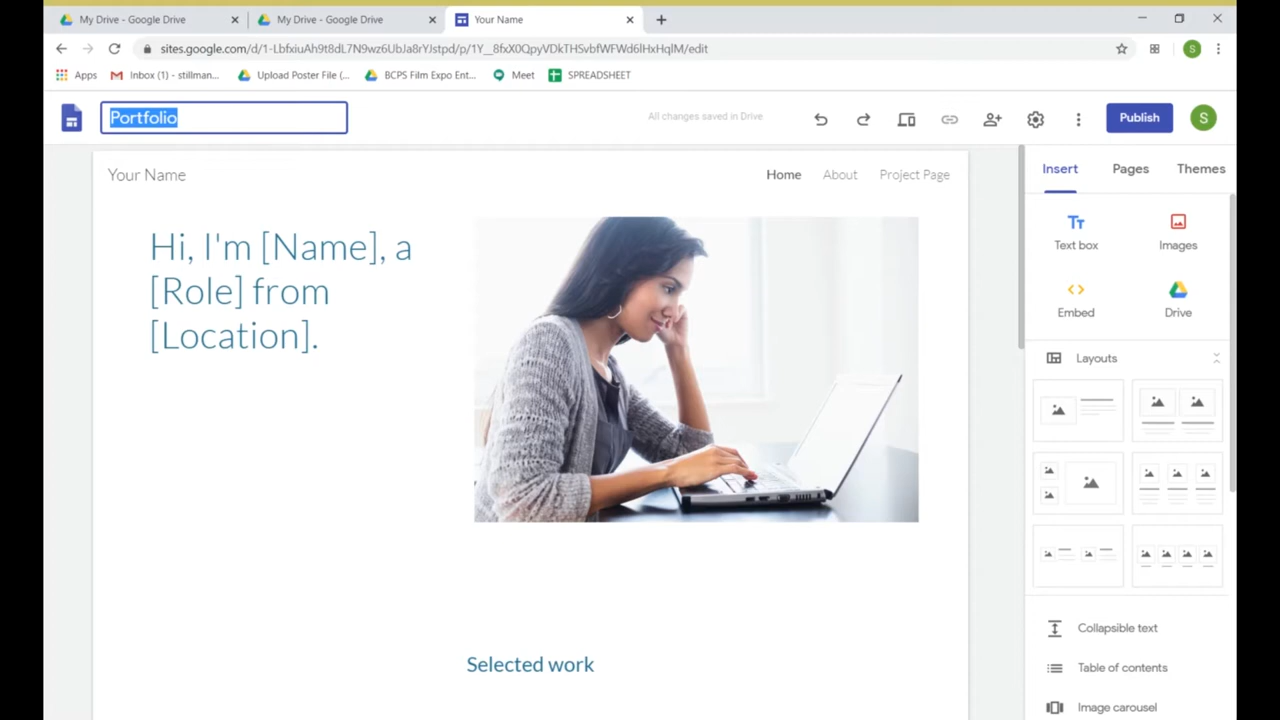 My Drive - Google Drive
My Drive - Google Drive
Your Name
sites.google.com/d/1-LbfxiuAh9t8dL7N9wz6UbJa8rYJstpd/p/1Y__8fxX0QpyVDkTHSvbfWFWd6lHxHqlM/edit
S
Apps
Inbox (1) - stillman...
Upload Poster File (...
BCPS Film Expo Ent...
Meet
SPREADSHEET
Portfolio
All changes saved in Drive
Publish
S
Your Name
Home
About
Project Page
Insert
Pages
Themes
Hi, I'm [Name], a
[Role] from
[Location].
Tt
Text box
Images
Embed
Drive
Layouts
Collapsible text
Table of contents
Image carousel
Selected work